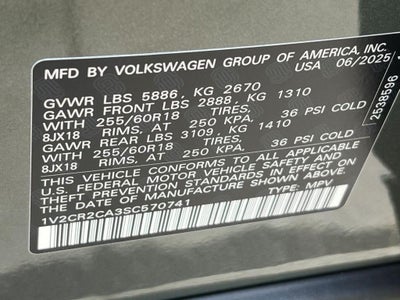 MFD BY VOLKSWAGEN GROUP OF AMERICA, INC.
USA 06/2025
GVWR LBS 5886, KG 2670
GAWR FRONT LBS 2888, KG 1310
WITH 255/60R18 TIRES,
8JX18 RIMS, AT 250 KPA, 36 PSI COLD
GAWR REAR LBS 3109, KG 1410
WITH 255/60R18 TIRES,
8JX18 RIMS, AT 250 KPA, 36 PSI COLD
THIS VEHICLE CONFORMS TO ALL APPLICABLE
U.S. FEDERAL MOTOR VEHICLE SAFETY AND
THEFT PREVENTION STANDARDS IN EFFECT
ON THE DATE OF MANUFACTURE SHOWN ABOVE.
1V2CR2CA3SC570741 TYPE: MPV
2538596